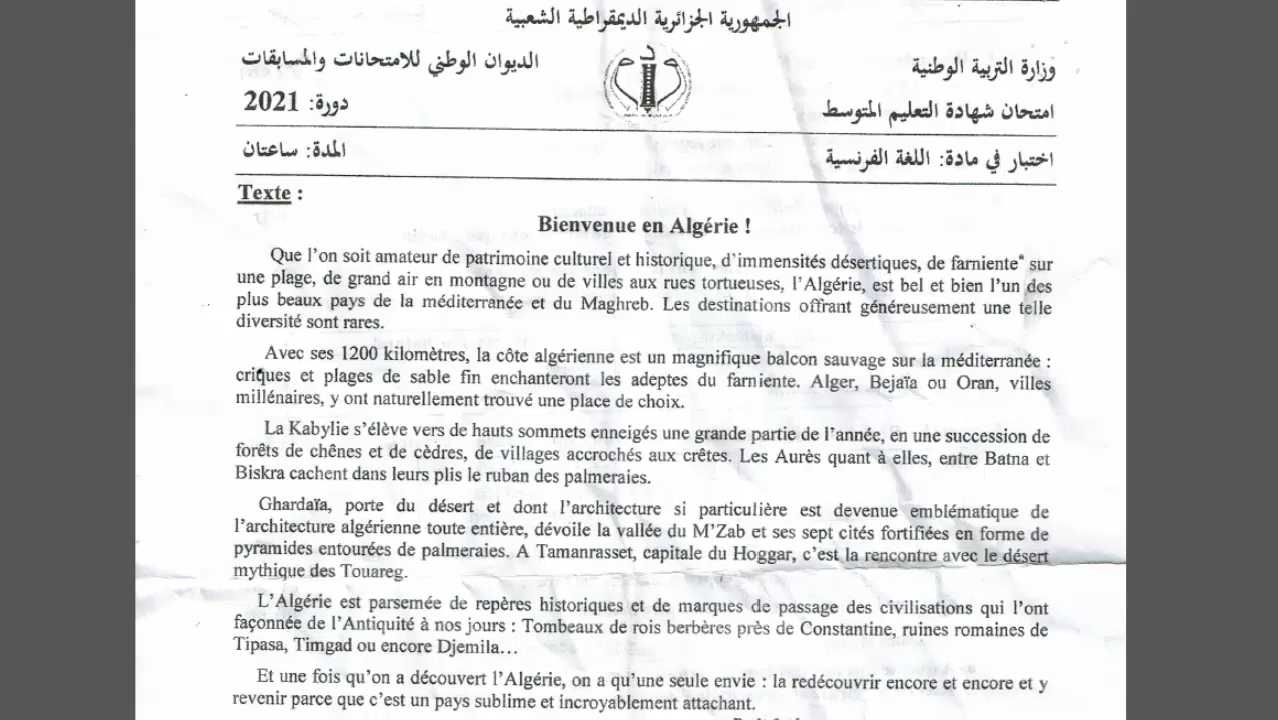 الجمهورية الجزائرية الديمقراطية الشعبية
وزارة التربية الوطنية
الديوان الوطني للامتحانات والمسابقات
امتحان شهادة التعليم المتوسط
دورة: 2021
اختبار في مادة: اللغة الفرنسية
المدة: ساعتان
Texte :
Bienvenue en Algérie !
Que l’on soit amateur de patrimoine culturel et historique, d’immensités désertiques, de farniente* sur
une plage, de grand air en montagne ou de villes aux rues tortueuses, l’Algérie, est bel et bien l’un des
plus beaux pays de la méditerranée et du Maghreb. Les destinations offrant généreusement une telle
diversité sont rares.
Avec ses 1200 kilomètres, la côte algérienne est un magnifique balcon sauvage sur la méditerranée :
criques et plages de sable fin enchanteront les adeptes du farniente. Alger, Bejaïa ou Oran, villes
millénaires, y ont naturellement trouvé une place de choix.
La Kabylie s’élève vers de hauts sommets enneigés une grande partie de l’année, en une succession de
forêts de chênes et de cèdres, de villages accrochés aux crêtes. Les Aurès quant à elles, entre Batna et
Biskra cachent dans leurs plis le ruban des palmeraies.
Ghardaïa, porte du désert et dont l’architecture si particulière est devenue emblématique de
l’architecture algérienne toute entière, dévoile la vallée du M’Zab et ses sept cités fortifiées en forme de
pyramides entourées de palmeraies. A Tamanrasset, capitale du Hoggar, c’est la rencontre avec le désert
mythique des Touareg.
L’Algérie est parsemée de repères historiques et de marques de passage des civilisations qui l’ont
façonnée de l’Antiquité à nos jours : Tombeaux de rois berbères près de Constantine, ruines romaines de
Tipasa, Timgad ou encore Djemila…
Et une fois qu’on a découvert l’Algérie, on a qu’une seule envie : la redécouvrir encore et encore et y
revenir parce que c’est un pays sublime et incroyablement attachant.